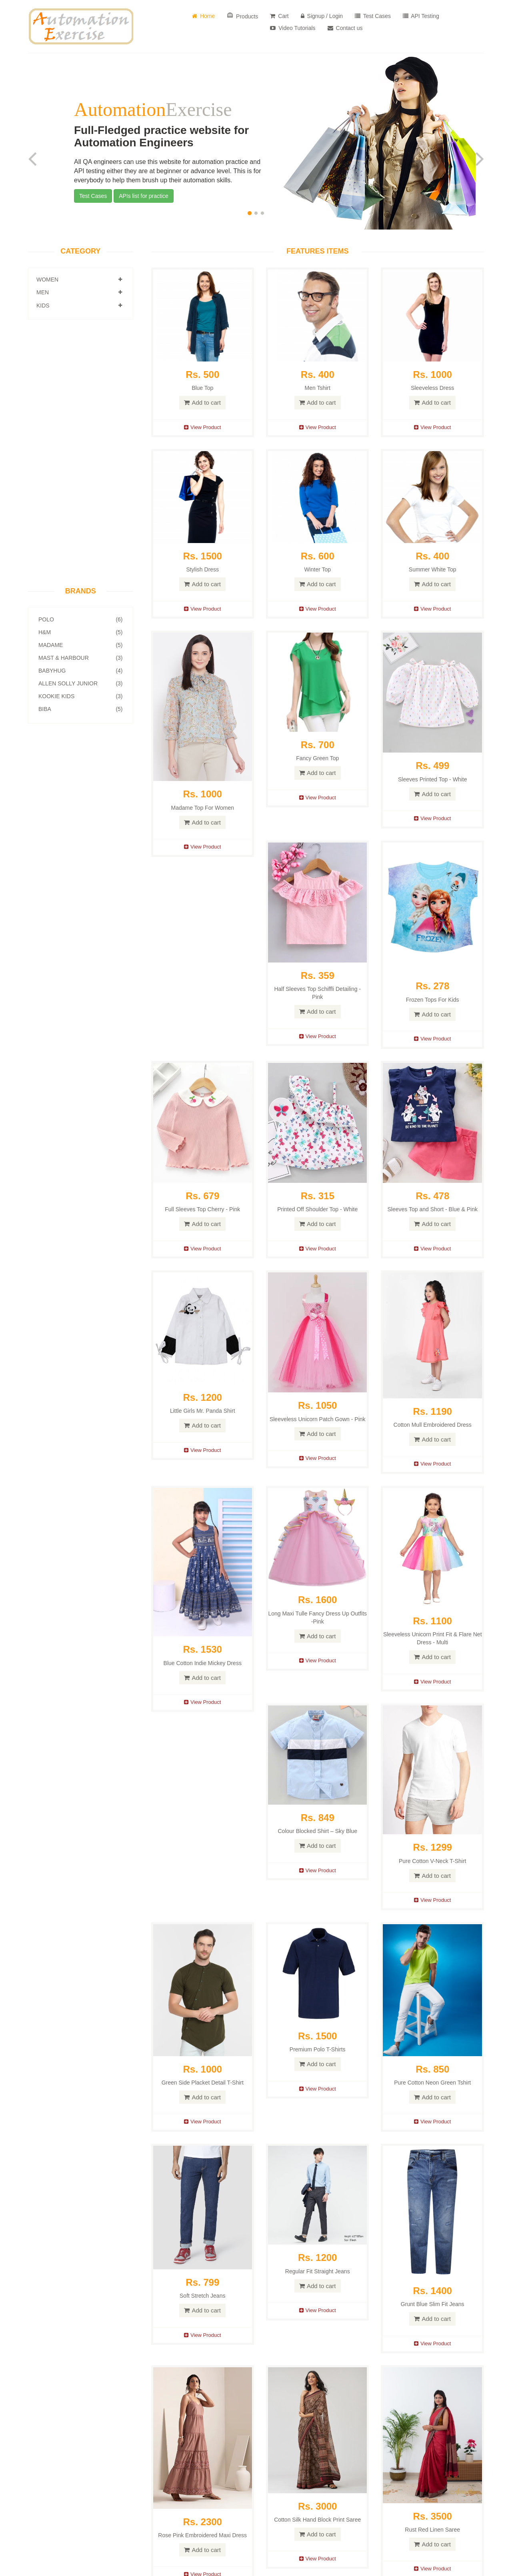 Automation
Exercise
Home
Products
Cart
Signup / Login
Test Cases
API Testing
Video Tutorials
Contact us
AutomationExercise
Full-Fledged practice website for
Automation Engineers
All QA engineers can use this website for automation practice and
API testing either they are at beginner or advance level. This is for
everybody to help them brush up their automation skills.
Test Cases
APIs list for practice
CATEGORY
WOMEN
MEN
KIDS
BRANDS
POLO (6)
H&M (5)
MADAME (5)
MAST & HARBOUR (3)
BABYHUG (4)
ALLEN SOLLY JUNIOR (3)
KOOKIE KIDS (3)
BIBA (5)
FEATURES ITEMS
Rs. 500
Blue Top
Add to cart
View Product
Rs. 400
Men Tshirt
Add to cart
View Product
Rs. 1000
Sleeveless Dress
Add to cart
View Product
Rs. 1500
Stylish Dress
Add to cart
View Product
Rs. 600
Winter Top
Add to cart
View Product
Rs. 400
Summer White Top
Add to cart
View Product
Rs. 1000
Madame Top For Women
Add to cart
View Product
Rs. 700
Fancy Green Top
Add to cart
View Product
Rs. 499
Sleeves Printed Top - White
Add to cart
View Product
Rs. 359
Half Sleeves Top Schiffli Detailing -
Pink
Add to cart
View Product
FROZEN
Rs. 278
Frozen Tops For Kids
Add to cart
View Product
Rs. 679
Full Sleeves Top Cherry - Pink
Add to cart
View Product
Rs. 315
Printed Off Shoulder Top - White
Add to cart
View Product
Rs. 478
Sleeves Top and Short - Blue & Pink
Add to cart
View Product
Rs. 1200
Little Girls Mr. Panda Shirt
Add to cart
View Product
Rs. 1050
Sleeveless Unicorn Patch Gown - Pink
Add to cart
View Product
Rs. 1190
Cotton Mull Embroidered Dress
Add to cart
View Product
Rs. 1530
Blue Cotton Indie Mickey Dress
Add to cart
View Product
Rs. 1600
Long Maxi Tulle Fancy Dress Up Outfits
-Pink
Add to cart
View Product
Rs. 1100
Sleeveless Unicorn Print Fit & Flare Net
Dress - Multi
Add to cart
View Product
Rs. 849
Colour Blocked Shirt – Sky Blue
Add to cart
View Product
Rs. 1299
Pure Cotton V-Neck T-Shirt
Add to cart
View Product
Rs. 1000
Green Side Placket Detail T-Shirt
Add to cart
View Product
Rs. 1500
Premium Polo T-Shirts
Add to cart
View Product
Rs. 850
Pure Cotton Neon Green Tshirt
Add to cart
View Product
Rs. 799
Soft Stretch Jeans
Add to cart
View Product
Rs. 1200
Regular Fit Straight Jeans
Add to cart
View Product
Rs. 1400
Grunt Blue Slim Fit Jeans
Add to cart
View Product
Rs. 2300
Rose Pink Embroidered Maxi Dress
Add to cart
View Product
Rs. 3000
Cotton Silk Hand Block Print Saree
Add to cart
View Product
Rs. 3500
Rust Red Linen Saree
Add to cart
View Product